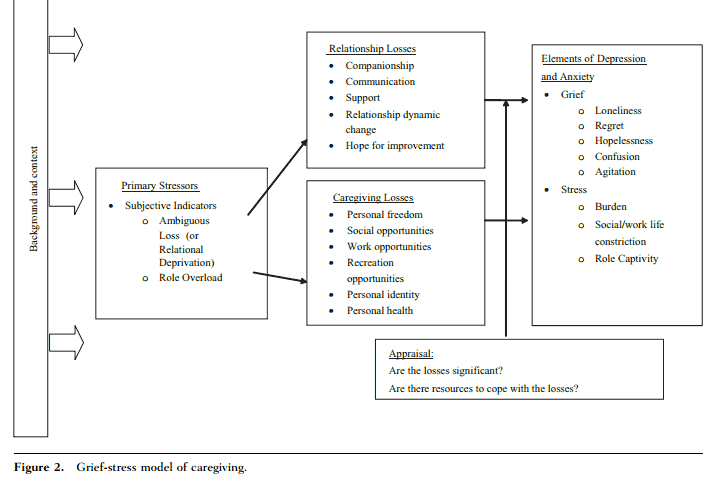 Background and context
Primary Stressors
• Subjective Indicators
o Ambiguous
Loss (or
Relational
Deprivation)
o Role Overload
Relationship Losses
• Companionship
• Communication
• Support
• Relationship dynamic
change
• Hope for improvement
Caregiving Losses
• Personal freedom
• Social opportunities
• Work opportunities
• Recreation
opportunities
• Personal identity
• Personal health
Elements of Depression
and Anxiety
• Grief
o Loneliness
o Regret
o Hopelessness
o Confusion
o Agitation
• Stress
o Burden
o Social/work life
constriction
o Role Captivity
Appraisal:
Are the losses significant?
Are there resources to cope with the losses?
Figure 2. Grief-stress model of caregiving.